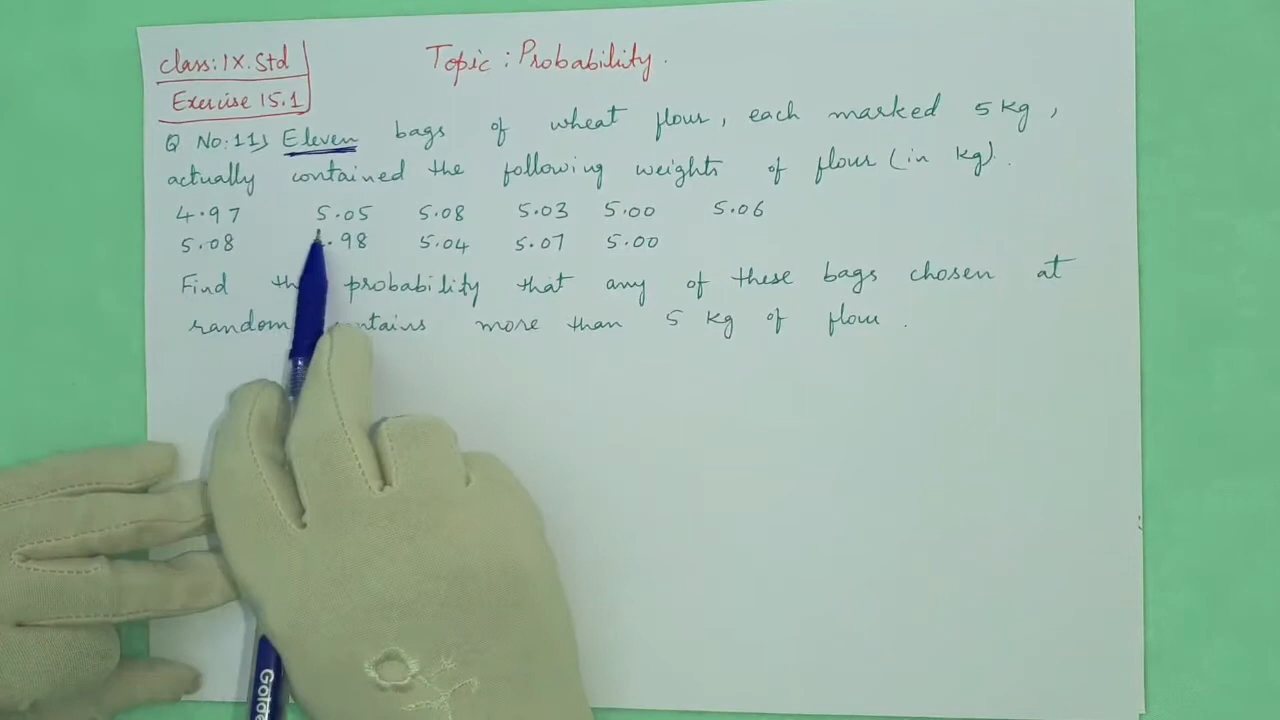 class: IX. Std
Topic : Probability.
Exercise 15.1
Q No: 11) Eleven bags of wheat flour, each marked 5 kg,
actually contained the following weights of flour (in kg).
4.97 5.05 5.08 5.03 5.00 5.06
5.08 .98 5.04 5.07 5.00
Find probability that any of these bags chosen at
random more than 5 kg of flour.